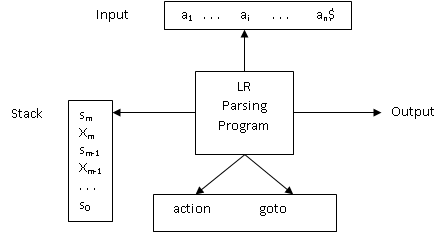 Input
a1 ... ai ... an$
LR
Parsing
Program
Stack
Output
sm
Xm
sm-1
Xm-1
...
s0
action goto